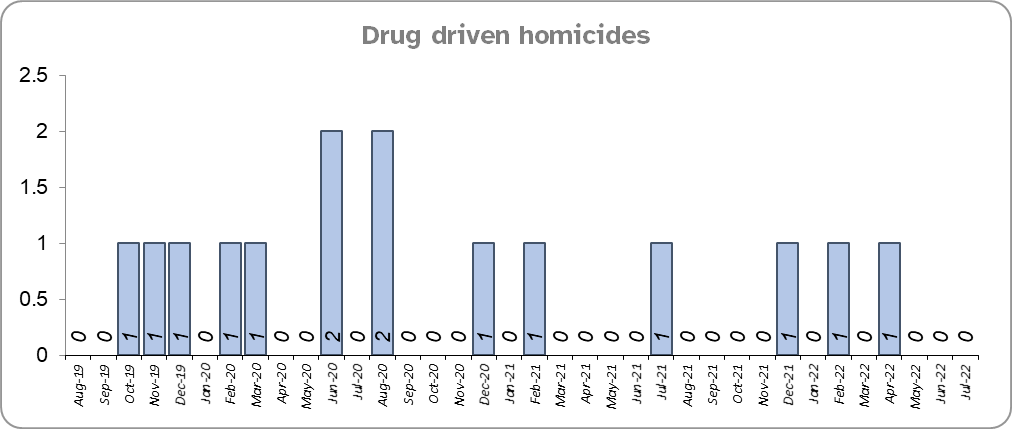 Drug driven homicides
2.5
2
1.5
1
0.5
0
0 0 1 1 1 0 1 1 0 0 2 0 2 0 0 0 1 0 1 0 0 0 0 1 0 0 0 0 1 0 1 0 1 0 0 0
Aug-19 Sep-19 Oct-19 Nov-19 Dec-19 Jan-20 Feb-20 Mar-20 Apr-20 May-20 Jun-20 Jul-20 Aug-20 Sep-20 Oct-20 Nov-20 Dec-20 Jan-21 Feb-21 Mar-21 Apr-21 May-21 Jun-21 Jul-21 Aug-21 Sep-21 Oct-21 Nov-21 Dec-21 Jan-22 Feb-22 Mar-22 Apr-22 May-22 Jun-22 Jul-22